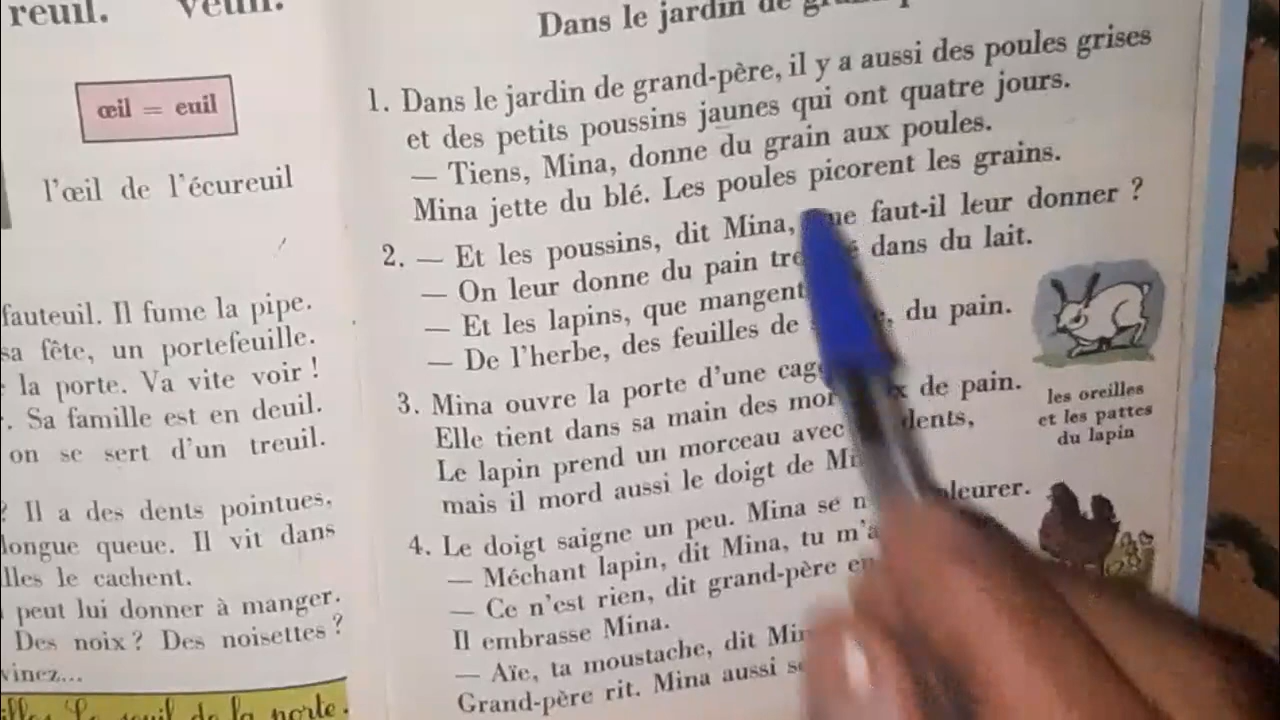 reuil.
œil = euil
l'œil de l'écureuil
fauteuil. Il fume la pipe.
sa fête, un portefeuille.
la porte. Va vite voir !
. Sa famille est en deuil.
on se sert d'un treuil.
? Il a des dents pointues,
longue queue. Il vit dans
lles le cachent.
peut lui donner à manger.
Des noix ? Des noisettes ?
vinez...
de la porte.
Dans le jardin de
1. Dans le jardin de grand-père, il y a aussi des poules grises
et des petits poussins jaunes qui ont quatre jours.
— Tiens, Mina, donne du grain aux poules.
Mina jette du blé. Les poules picorent les grains.
2. — Et les poussins, dit Mina, que faut-il leur donner ?
— On leur donne du pain dans du lait.
— Et les lapins, que mangent
— De l'herbe, des feuilles de du pain.
3. Mina ouvre la porte d'une
Elle tient dans sa main des de pain.
Le lapin prend un morceau avec dents,
mais il mord aussi le doigt de
4. Le doigt saigne un peu. Mina se pleurer.
— Méchant lapin, dit Mina, tu
— Ce n'est rien, dit grand-père
Il embrasse Mina.
— Aïe, ta moustache, dit
Grand-père rit. Mina aussi
les oreilles
et les pattes
du lapin